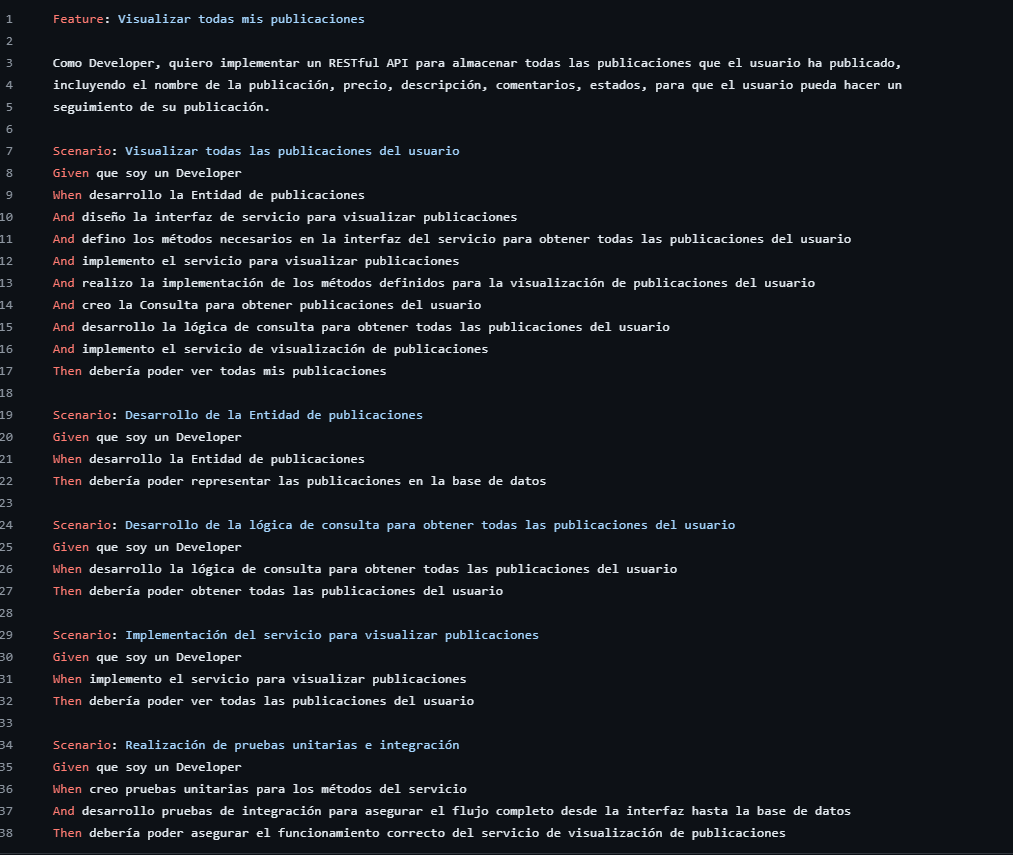 1 Feature: Visualizar todas mis publicaciones
2
3 Como Developer, quiero implementar un RESTful API para almacenar todas las publicaciones que el usuario ha publicado,
4 incluyendo el nombre de la publicación, precio, descripción, comentarios, estados, para que el usuario pueda hacer un
5 seguimiento de su publicación.
6
7 Scenario: Visualizar todas las publicaciones del usuario
8 Given que soy un Developer
9 When desarrollo la Entidad de publicaciones
10 And diseño la interfaz de servicio para visualizar publicaciones
11 And defino los métodos necesarios en la interfaz del servicio para obtener todas las publicaciones del usuario
12 And implemento el servicio para visualizar publicaciones
13 And realizo la implementación de los métodos definidos para la visualización de publicaciones del usuario
14 And creo la Consulta para obtener publicaciones del usuario
15 And desarrollo la lógica de consulta para obtener todas las publicaciones del usuario
16 And implemento el servicio de visualización de publicaciones
17 Then debería poder ver todas mis publicaciones
18
19 Scenario: Desarrollo de la Entidad de publicaciones
20 Given que soy un Developer
21 When desarrollo la Entidad de publicaciones
22 Then debería poder representar las publicaciones en la base de datos
23
24 Scenario: Desarrollo de la lógica de consulta para obtener todas las publicaciones del usuario
25 Given que soy un Developer
26 When desarrollo la lógica de consulta para obtener todas las publicaciones del usuario
27 Then debería poder obtener todas las publicaciones del usuario
28
29 Scenario: Implementación del servicio para visualizar publicaciones
30 Given que soy un Developer
31 When implemento el servicio para visualizar publicaciones
32 Then debería poder ver todas las publicaciones del usuario
33
34 Scenario: Realización de pruebas unitarias e integración
35 Given que soy un Developer
36 When creo pruebas unitarias para los métodos del servicio
37 And desarrollo pruebas de integración para asegurar el flujo completo desde la interfaz hasta la base de datos
38 Then debería poder asegurar el funcionamiento correcto del servicio de visualización de publicaciones